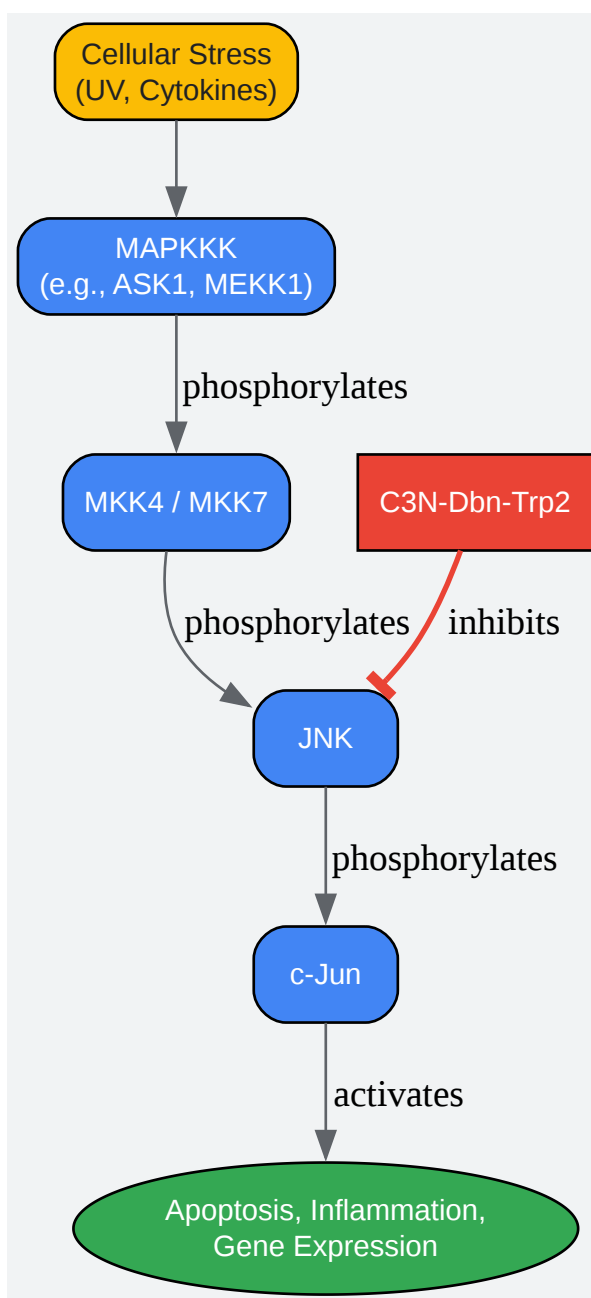 Cellular Stress
(UV, Cytokines)
MAPKKK
(e.g., ASK1, MEKK1)
phosphorylates
MKK4 / MKK7
C3N-Dbn-Trp2
phosphorylates
inhibits
JNK
phosphorylates
c-Jun
activates
Apoptosis, Inflammation,
Gene Expression